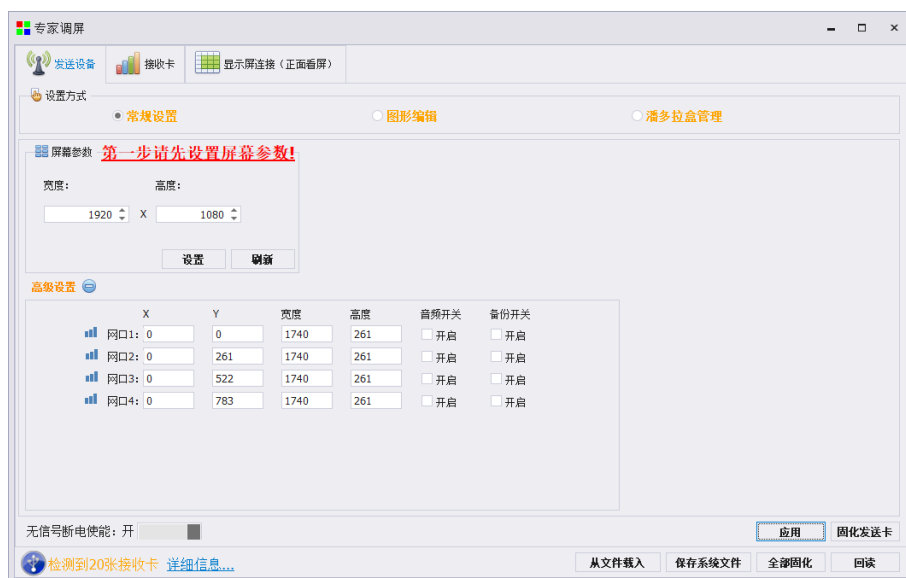 专家调屏
发送设备 接收卡 显示屏连接（正面看屏）
设置方式
常规设置 图形编辑 潘多拉盒管理
屏幕参数 第一步请先设置屏幕参数!
宽度: 高度:
1920 X 1080
设置 刷新
高级设置
X Y 宽度 高度 音频开关 备份开关
网口1: 0 0 1740 261 开启 开启
网口2: 0 261 1740 261 开启 开启
网口3: 0 522 1740 261 开启 开启
网口4: 0 783 1740 261 开启 开启
无信号断电使能: 开
应用 固化发送卡
检测到20张接收卡 详细信息...
从文件载入 保存系统文件 全部固化 回读